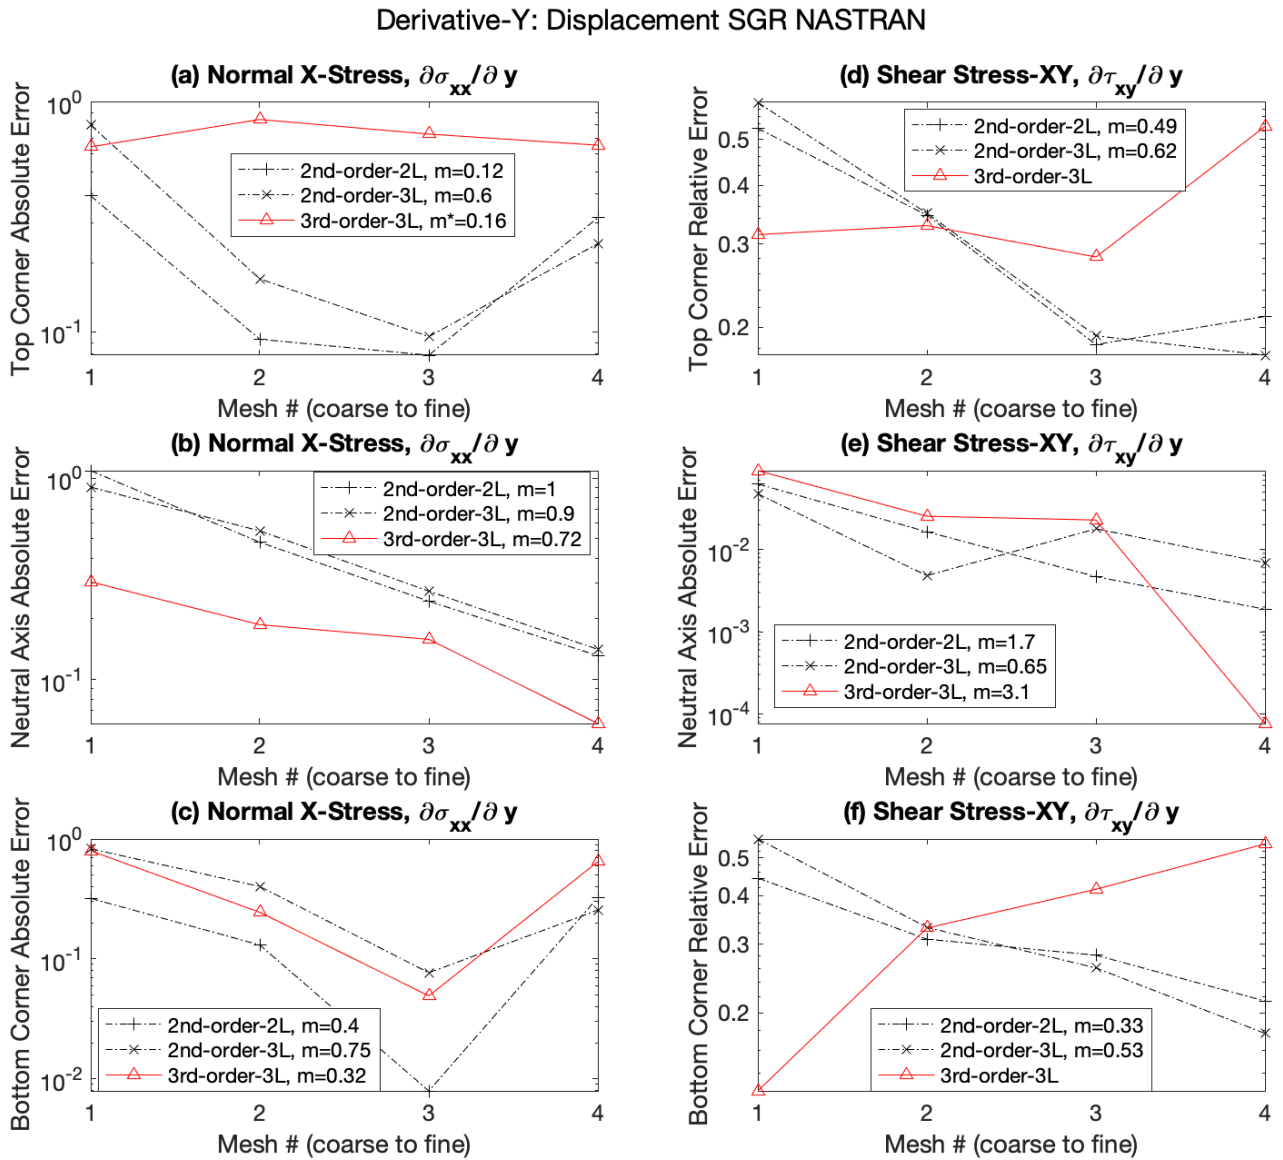 Derivative-Y: Displacement SGR NASTRAN
(a) Normal X-Stress, ∂σxx/∂ y
Top Corner Absolute Error
10^0
10^-1
2nd-order-2L, m=0.12
2nd-order-3L, m=0.6
3rd-order-3L, m*=0.16
1 2 3 4
Mesh # (coarse to fine)
(d) Shear Stress-XY, ∂τxy/∂ y
Top Corner Relative Error
0.5
0.4
0.3
0.2
2nd-order-2L, m=0.49
2nd-order-3L, m=0.62
3rd-order-3L
1 2 3 4
Mesh # (coarse to fine)
(b) Normal X-Stress, ∂σxx/∂ y
Neutral Axis Absolute Error
10^0
10^-1
2nd-order-2L, m=1
2nd-order-3L, m=0.9
3rd-order-3L, m=0.72
1 2 3 4
Mesh # (coarse to fine)
(e) Shear Stress-XY, ∂τxy/∂ y
Neutral Axis Absolute Error
10^-2
10^-3
10^-4
2nd-order-2L, m=1.7
2nd-order-3L, m=0.65
3rd-order-3L, m=3.1
1 2 3 4
Mesh # (coarse to fine)
(c) Normal X-Stress, ∂σxx/∂ y
Bottom Corner Absolute Error
10^0
10^-1
10^-2
2nd-order-2L, m=0.4
2nd-order-3L, m=0.75
3rd-order-3L, m=0.32
1 2 3 4
Mesh # (coarse to fine)
(f) Shear Stress-XY, ∂τxy/∂ y
Bottom Corner Relative Error
0.5
0.4
0.3
0.2
2nd-order-2L, m=0.33
2nd-order-3L, m=0.53
3rd-order-3L
1 2 3 4
Mesh # (coarse to fine)